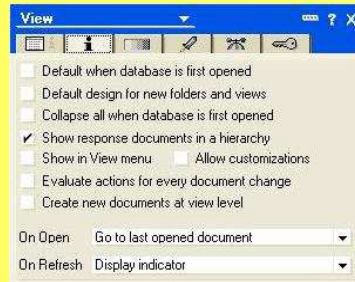 View ? X
i
Default when database is first opened
Default design for new folders and views
Collapse all when database is first opened
Show response documents in a hierarchy
Show in View menu Allow customizations
Evaluate actions for every document change
Create new documents at view level
On Open Go to last opened document
On Refresh Display indicator